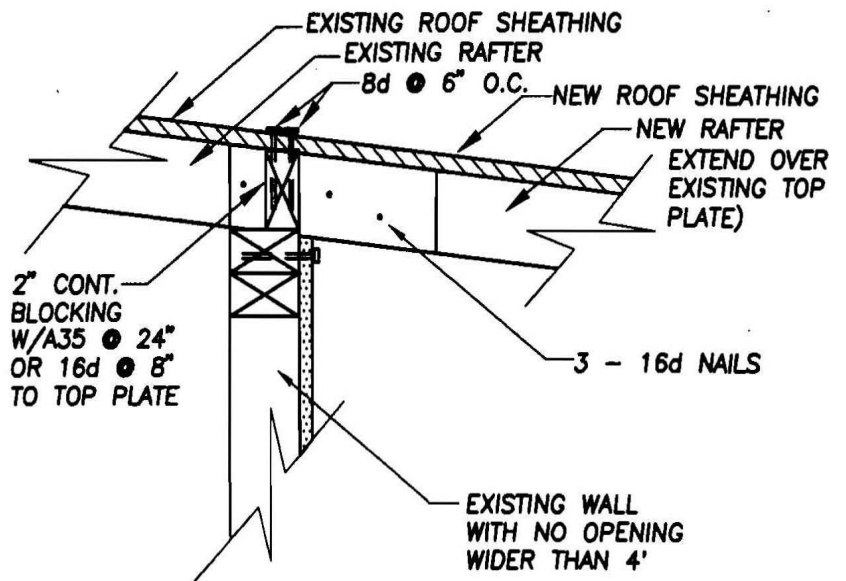 EXISTING ROOF SHEATHING
EXISTING RAFTER
8d @ 6" O.C.
NEW ROOF SHEATHING
NEW RAFTER
EXTEND OVER
EXISTING TOP
PLATE)
2" CONT.
BLOCKING
W/A35 @ 24"
OR 16d @ 8"
TO TOP PLATE
3 - 16d NAILS
EXISTING WALL
WITH NO OPENING
WIDER THAN 4'